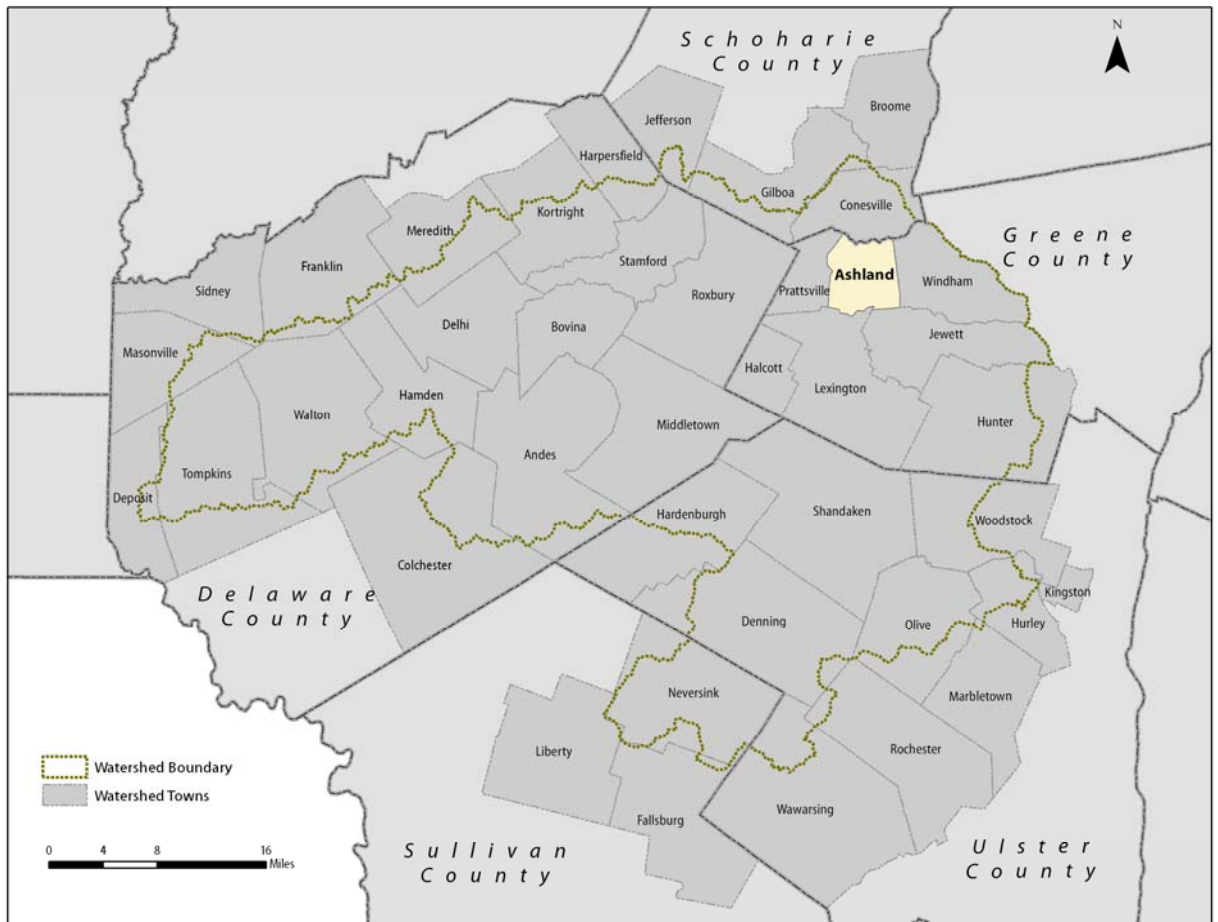 Schoharie
County
N
Broome
Jefferson
Harpersfield
Gilboa
Conesville
Kortright
Meredith
Greene
County
Franklin
Stamford
Ashland
Windham
Sidney
Roxbury
Prattsville
Delhi
Bovina
Jewett
Masonville
Halcott
Lexington
Hamden
Walton
Middletown
Hunter
Andes
Tompkins
Deposit
Hardenburgh
Shandaken
Woodstock
Colchester
Delaware
County
Kingston
Denning
Olive
Hurley
Neversink
Marbletown
Liberty
Rochester
Watershed Boundary
Watershed Towns
Wawarsing
Fallsburg
0 4 8 16
Miles
Sullivan
County
Ulster
County